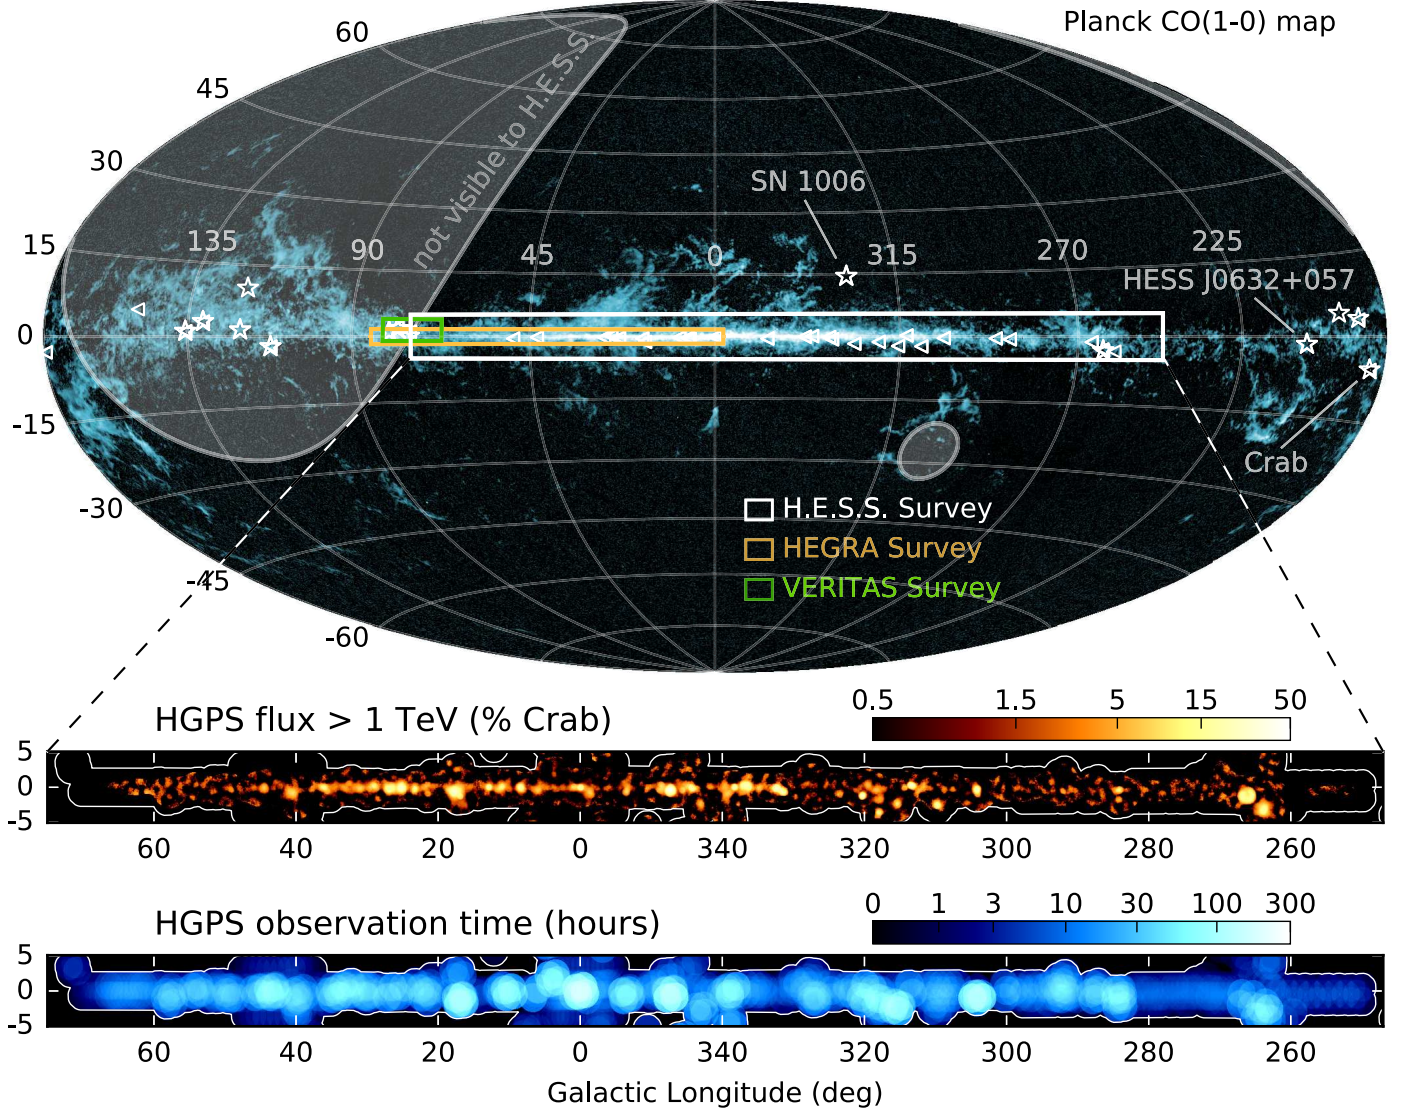 Planck CO(1-0) map
60
45
30
15
0
-15
-30
-45
-60
not visible to H.E.S.S.
135
90
45
0
315
270
225
SN 1006
HESS J0632+057
Crab
H.E.S.S. Survey
HEGRA Survey
VERITAS Survey
HGPS flux > 1 TeV (% Crab)
0.5 1.5 5 15 50
5
0
-5
60 40 20 0 340 320 300 280 260
HGPS observation time (hours)
0 1 3 10 30 100 300
5
0
-5
60 40 20 0 340 320 300 280 260
Galactic Longitude (deg)